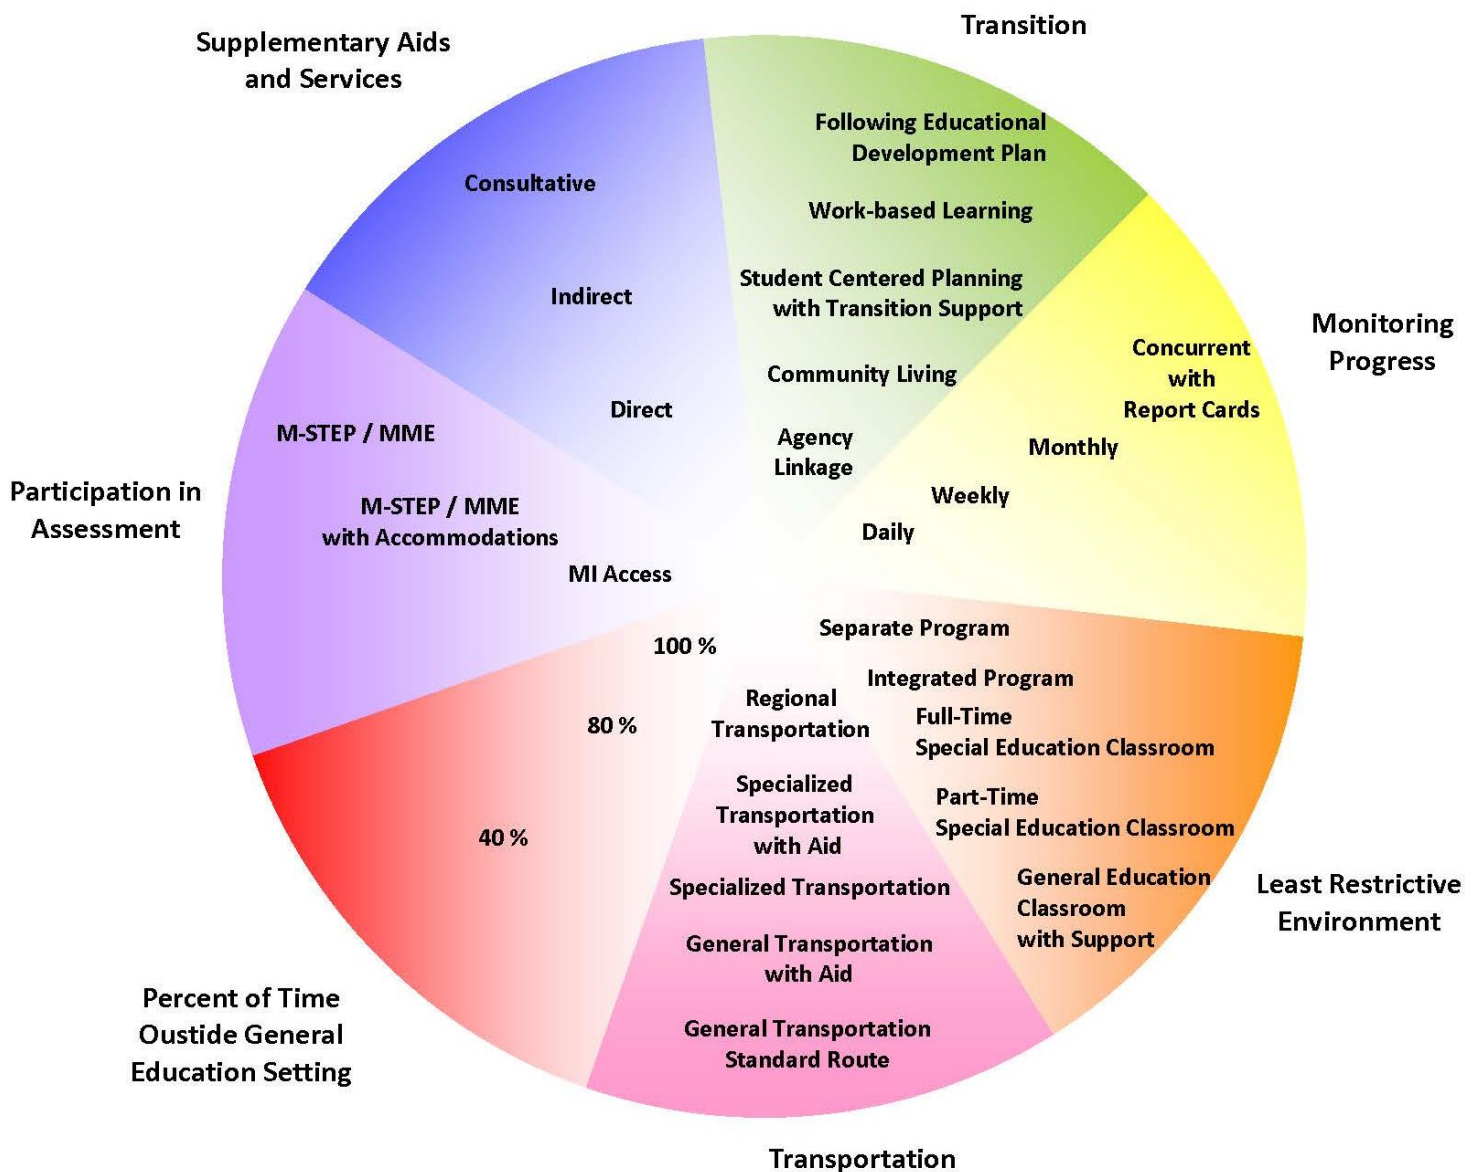 Supplementary Aids
and Services
Consultative
Indirect
Direct
Transition
Following Educational
Development Plan
Work-based Learning
Student Centered Planning
with Transition Support
Community Living
Agency
Linkage
Monitoring
Progress
Concurrent
with
Report Cards
Monthly
Weekly
Daily
Least Restrictive
Environment
Separate Program
Integrated Program
Full-Time
Special Education Classroom
Part-Time
Special Education Classroom
General Education
Classroom
with Support
Transportation
Regional
Transportation
Specialized
Transportation
with Aid
Specialized Transportation
General Transportation
with Aid
General Transportation
Standard Route
Percent of Time
Oustide General
Education Setting
100 %
80 %
40 %
Participation in
Assessment
M-STEP / MME
M-STEP / MME
with Accommodations
MI Access